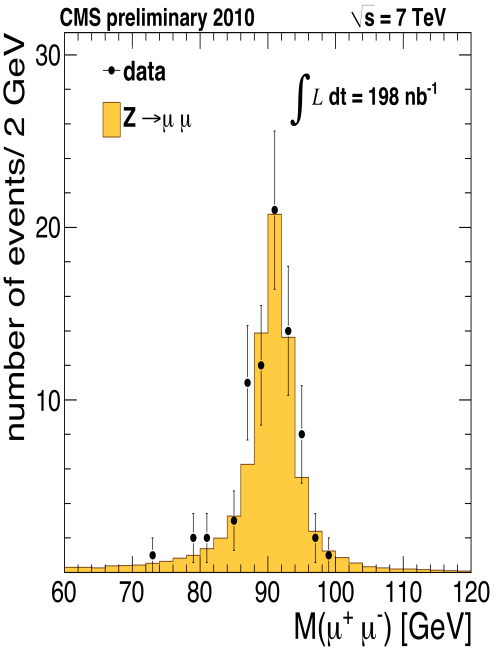 CMS preliminary 2010 √s = 7 TeV
number of events/ 2 GeV
30
20
10
data
Z →μ μ
∫ L dt = 198 nb⁻¹
60 70 80 90 100 110 120
M(μ⁺ μ⁻) [GeV]